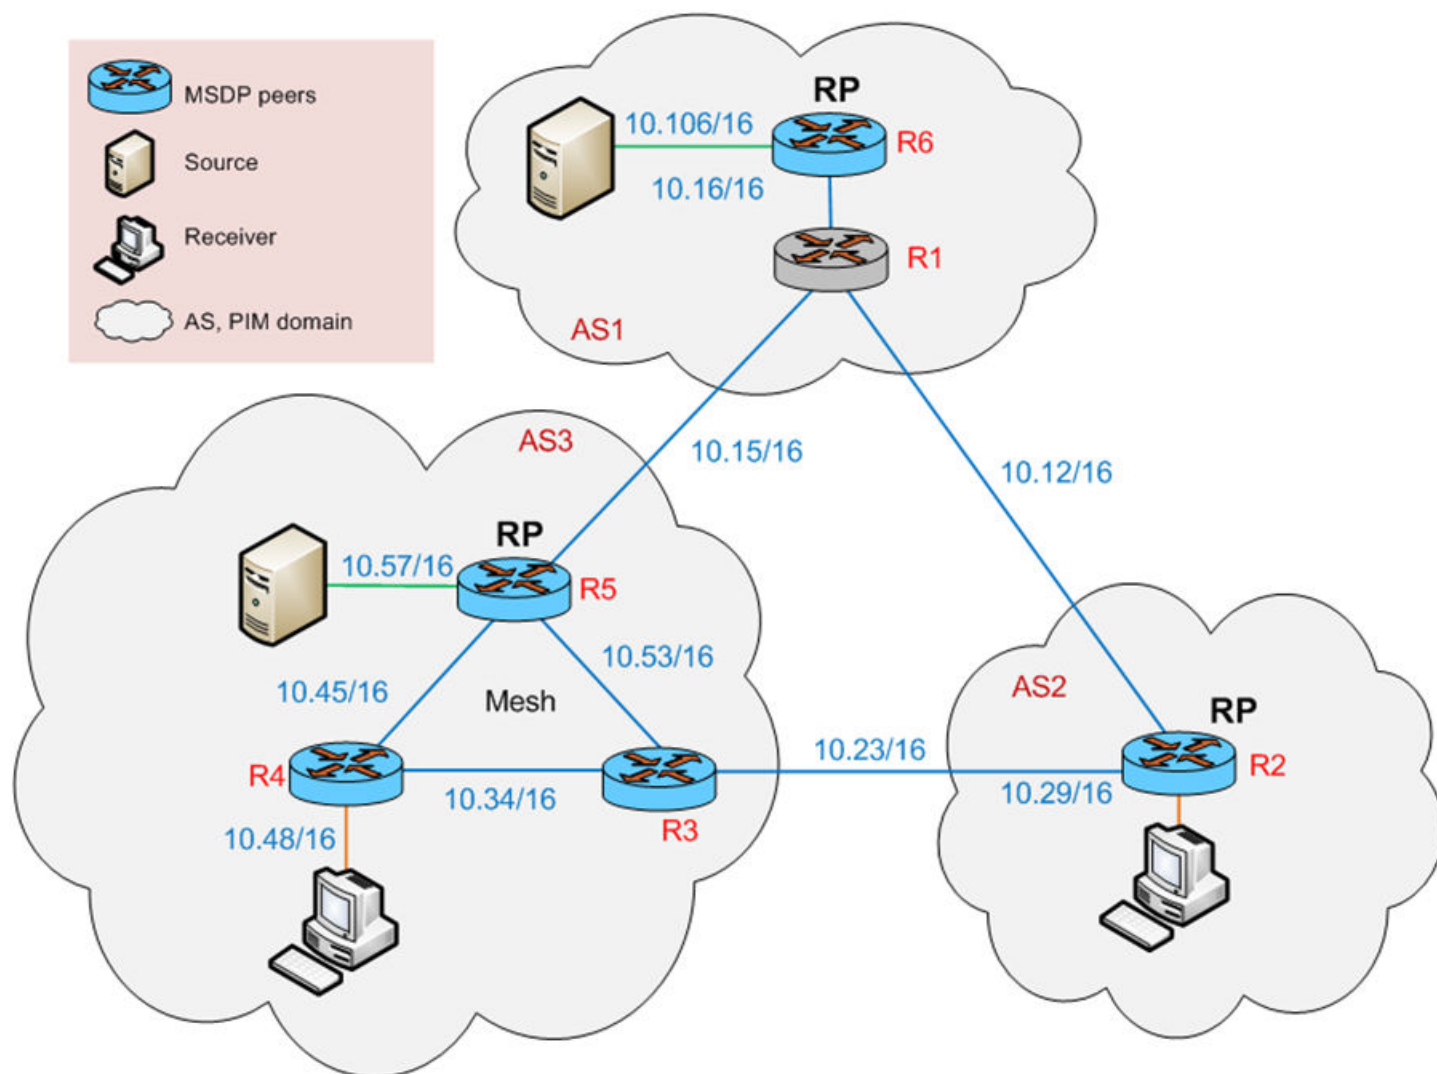 MSDP peers
Source
Receiver
AS, PIM domain
RP
10.106/16
R6
10.16/16
R1
AS1
AS3
10.15/16
10.12/16
RP
10.57/16
R5
10.53/16
10.45/16
Mesh
AS2
RP
10.23/16
R4
R2
10.34/16
10.29/16
R3
10.48/16